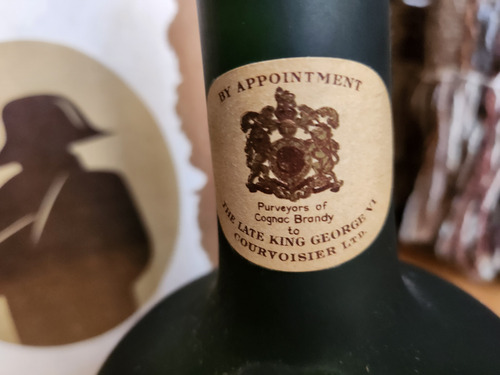 BY APPOINTMENT
Purveyors of
Cognac Brandy
to
THE LATE KING GEORGE VI
COURVOISIER LTD.